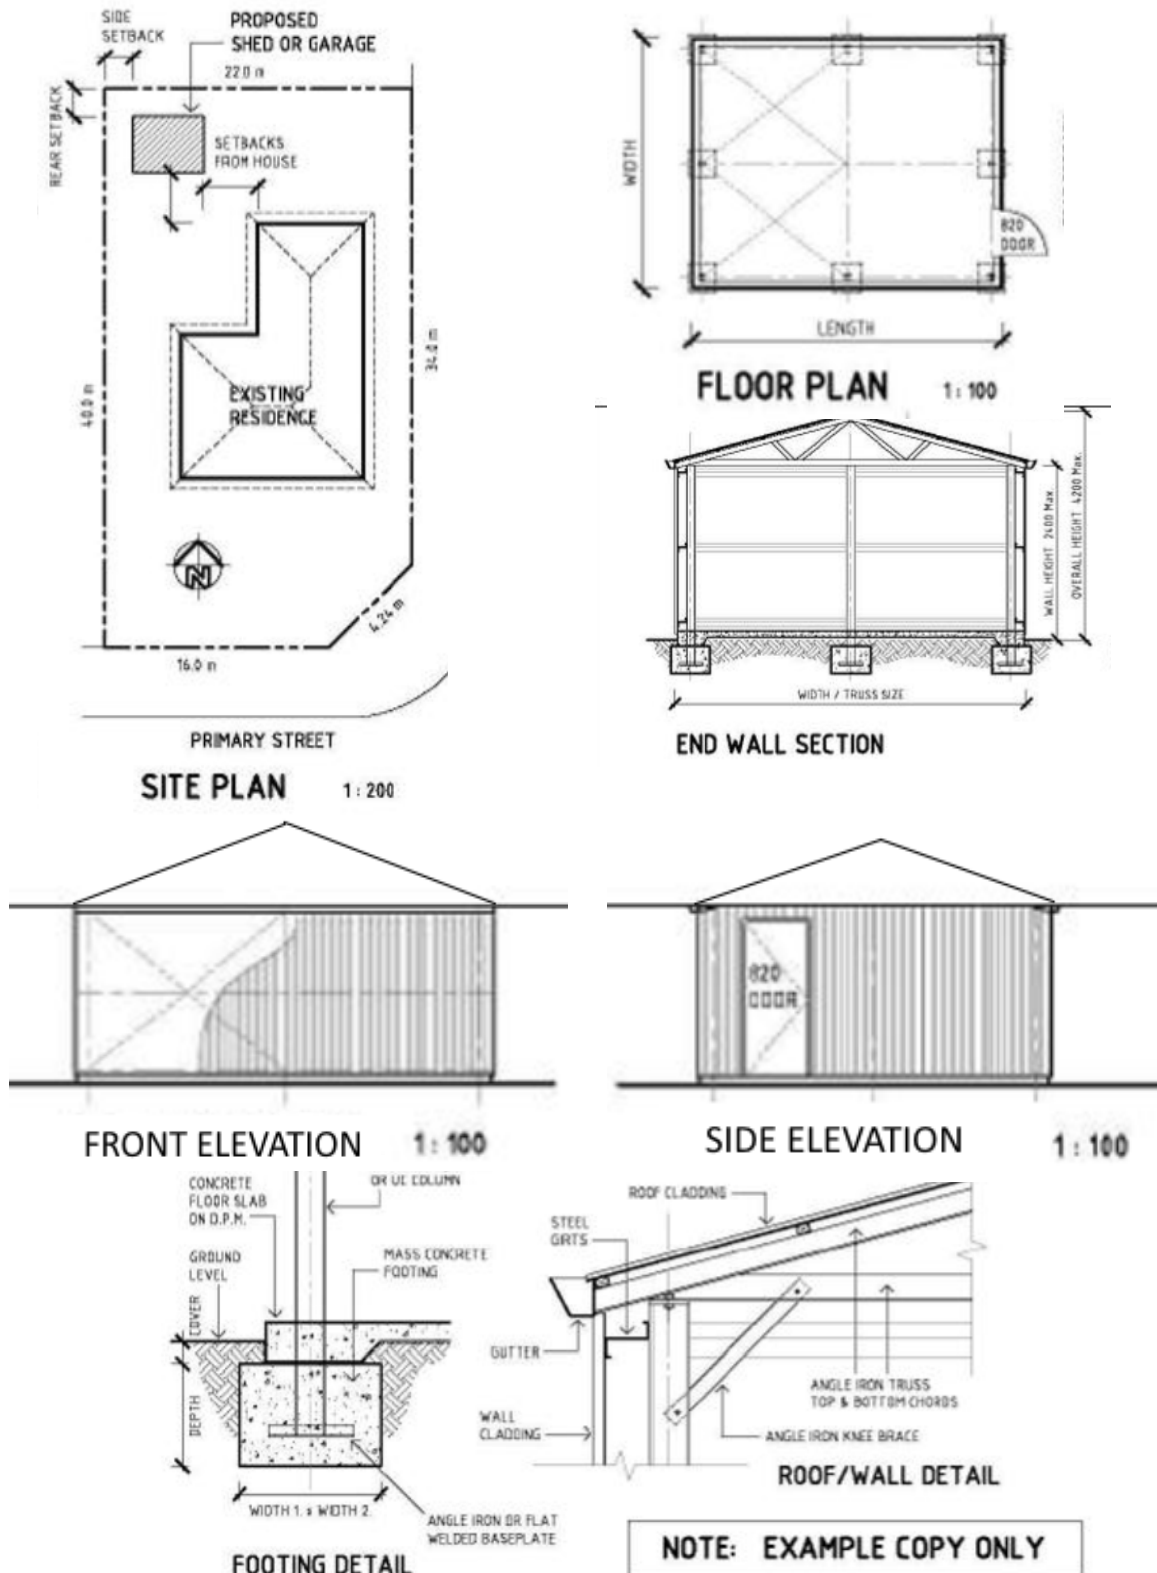 SIDE
SETBACK
PROPOSED
SHED OR GARAGE
22.0 m
REAR SETBACK
SETBACKS
FROM HOUSE
40.0 m
34.0 m
EXISTING
RESIDENCE
N
4.24 m
16.0 m
PRIMARY STREET
SITE PLAN 1 : 200
WIDTH
820
DOOR
LENGTH
FLOOR PLAN 1 : 100
WALL HEIGHT 2400 Max.
OVERALL HEIGHT 4200 Max.
WIDTH / TRUSS SIZE
END WALL SECTION
FRONT ELEVATION 1 : 100
820
DOOR
SIDE ELEVATION 1 : 100
CONCRETE
FLOOR SLAB
ON D.P.M.
OR UC COLUMN
GROUND
LEVEL
MASS CONCRETE
FOOTING
COVER
DEPTH
WIDTH 1. x WIDTH 2.
ANGLE IRON OR FLAT
WELDED BASEPLATE
FOOTING DETAIL
ROOF CLADDING
STEEL
GIRTS
GUTTER
WALL
CLADDING
ANGLE IRON TRUSS
TOP & BOTTOM CHORDS
ANGLE IRON KNEE BRACE
ROOF/WALL DETAIL
NOTE: EXAMPLE COPY ONLY